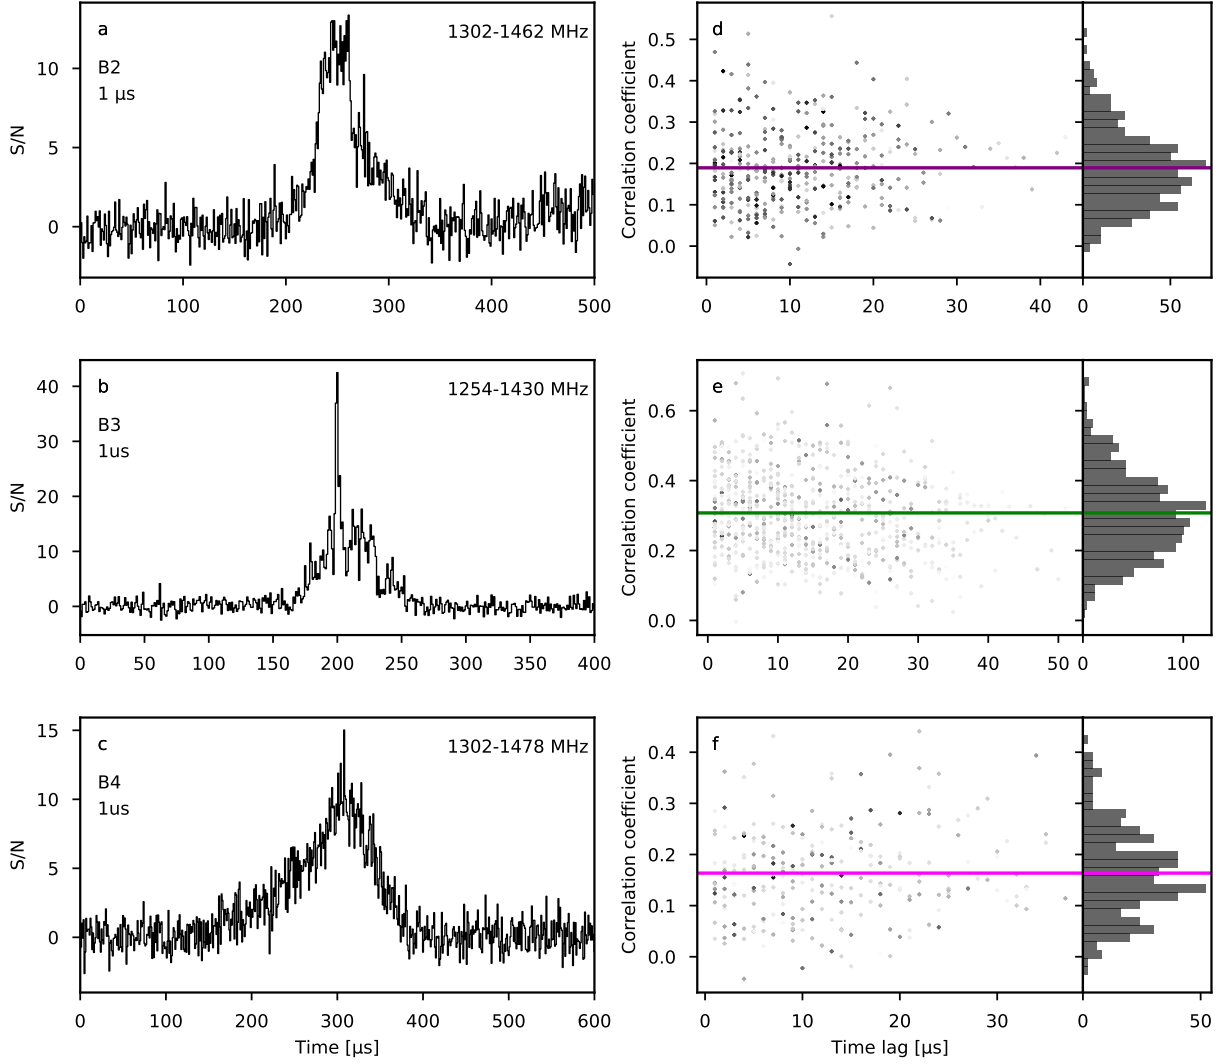 a
1302-1462 MHz
B2
1 μs
S/N
10
5
0
0 100 200 300 400 500
d
Correlation coefficient
0.5
0.4
0.3
0.2
0.1
0.0
0 10 20 30 40 0 50
b
1254-1430 MHz
B3
1us
S/N
40
30
20
10
0
0 50 100 150 200 250 300 350 400
e
Correlation coefficient
0.6
0.4
0.2
0.0
0 10 20 30 40 50 0 100
c
1302-1478 MHz
B4
1us
S/N
15
10
5
0
0 100 200 300 400 500 600
Time [μs]
f
Correlation coefficient
0.4
0.3
0.2
0.1
0.0
0 10 20 30 0 50
Time lag [μs]